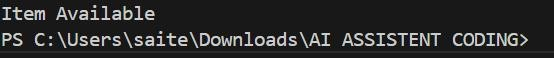 Item Available
PS C:\Users\saite\Downloads\AI ASSISTENT CODING>